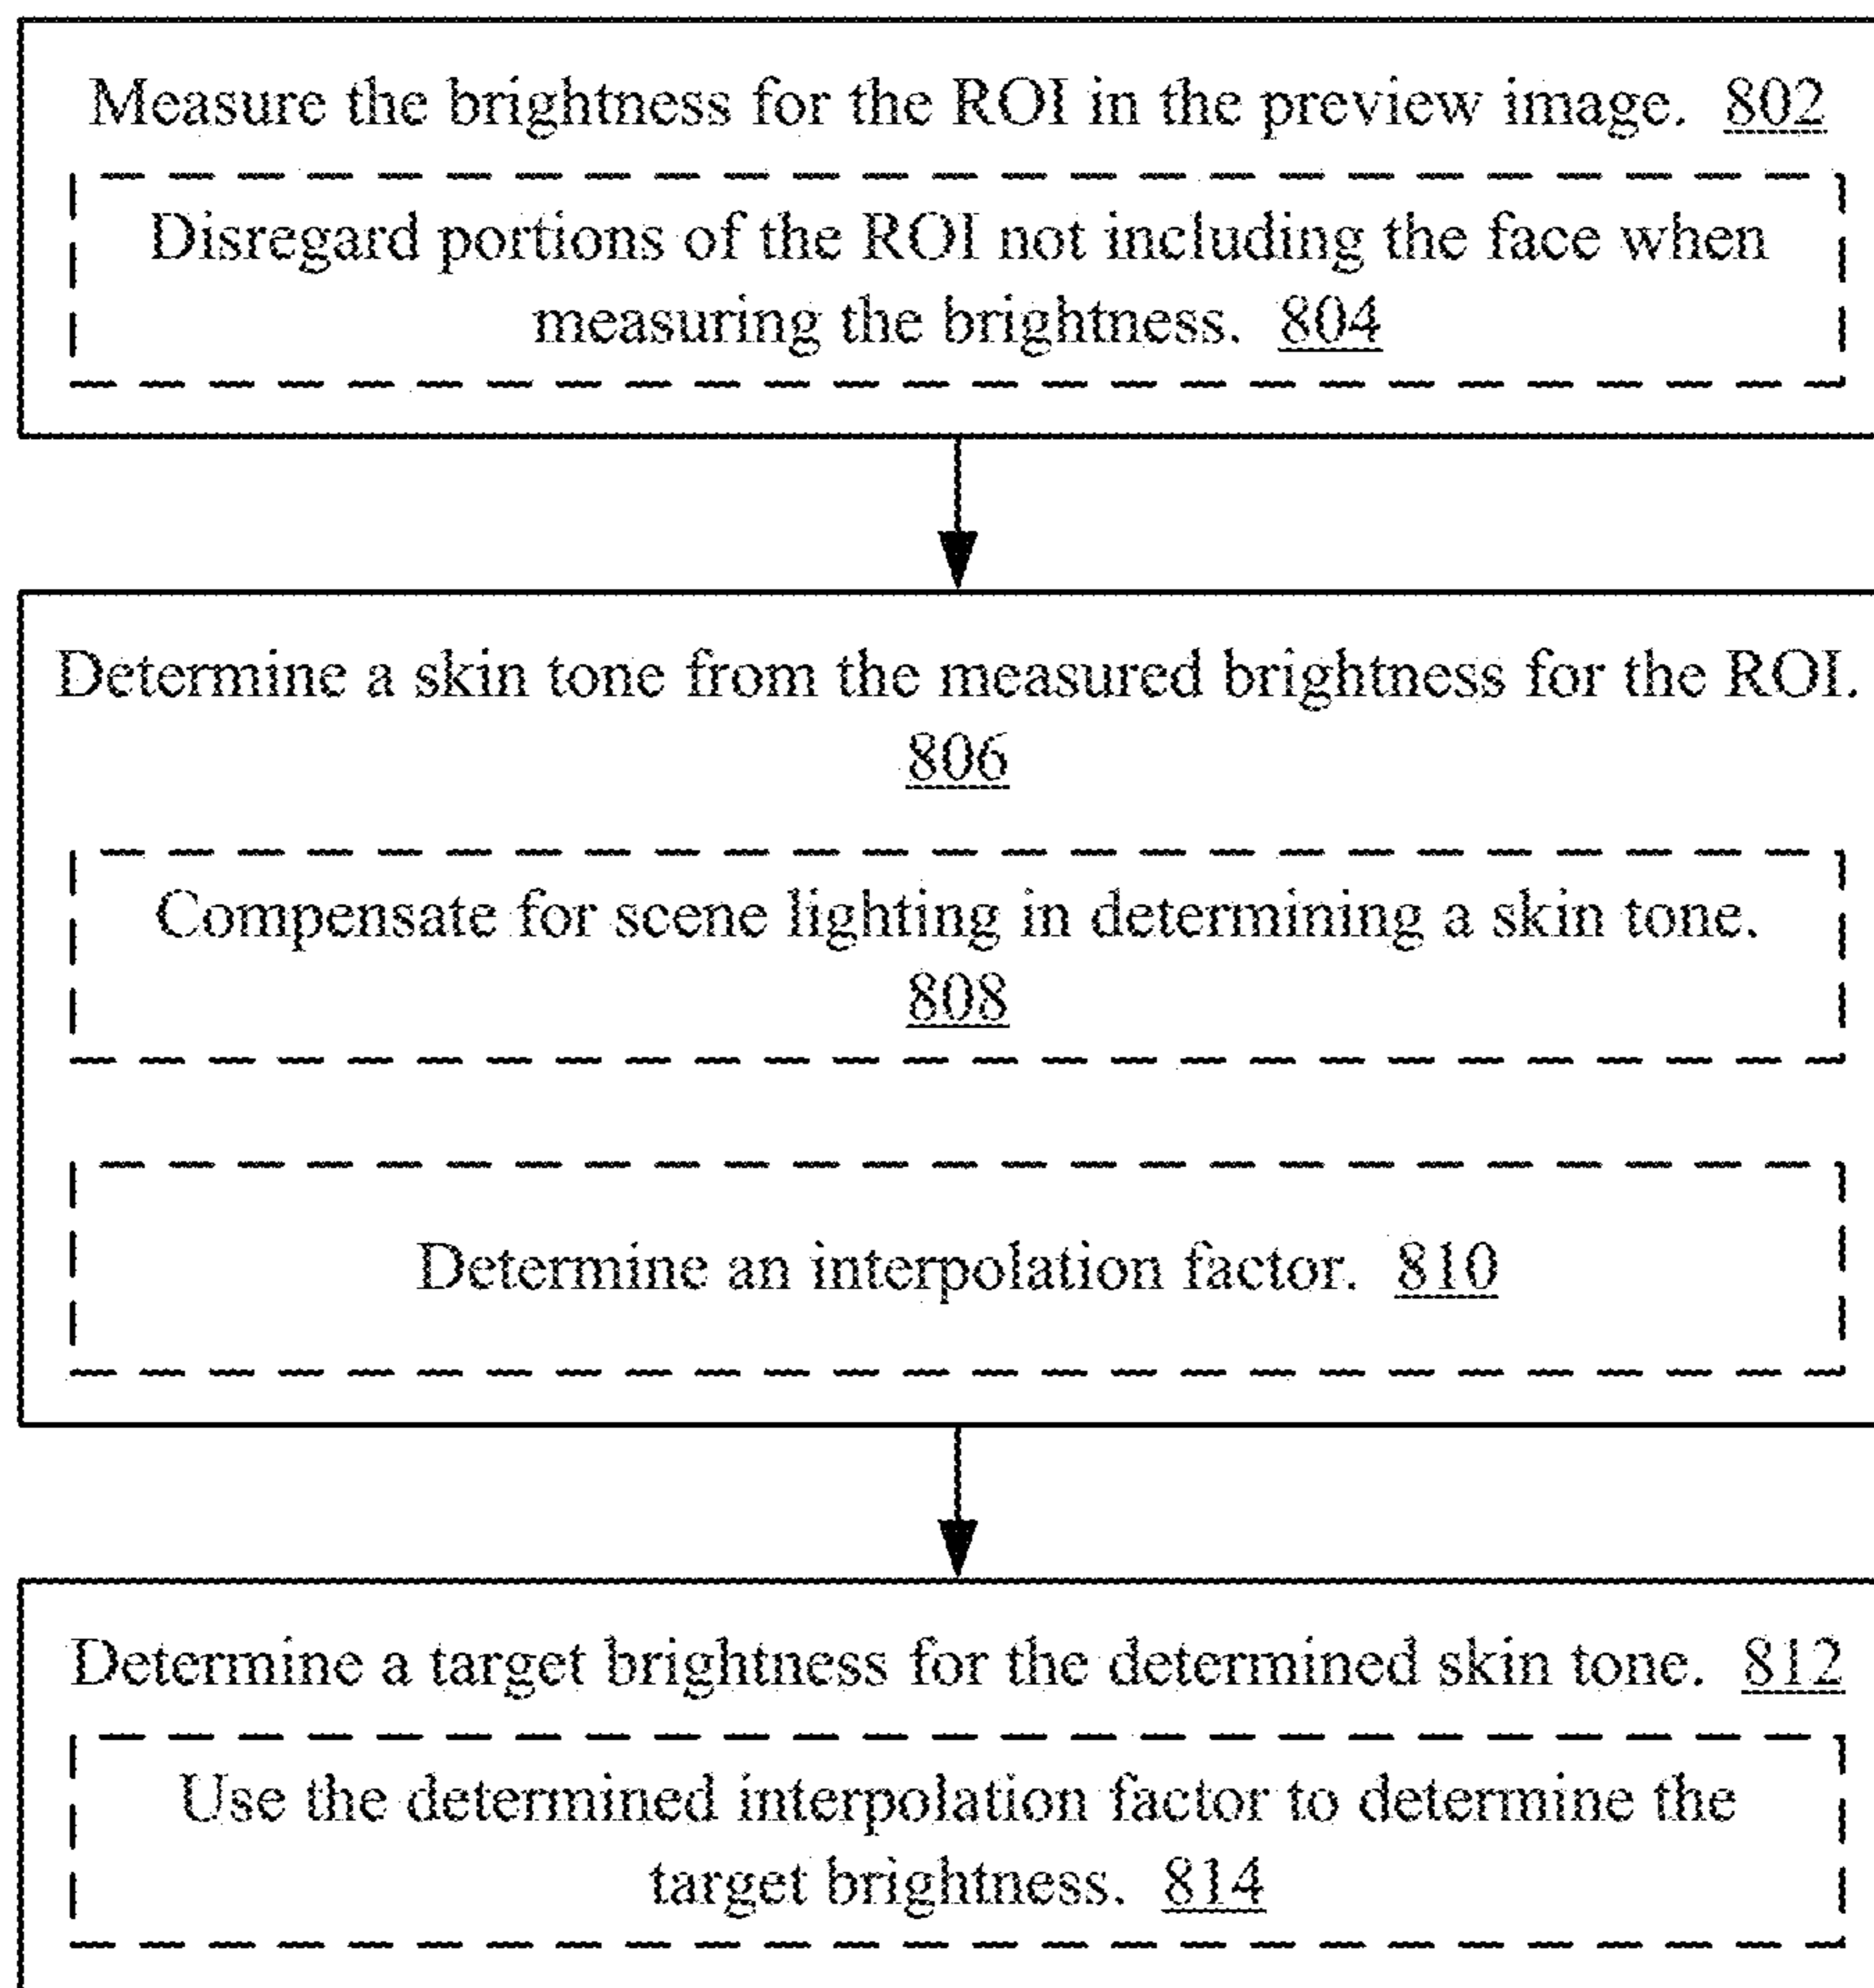 Measure the brightness for the ROI in the preview image. 802
Disregard portions of the ROI not including the face when
measuring the brightness. 804
Determine a skin tone from the measured brightness for the ROI.
806
Compensate for scene lighting in determining a skin tone.
808
Determine an interpolation factor. 810
Determine a target brightness for the determined skin tone. 812
Use the determined interpolation factor to determine the
target brightness. 814